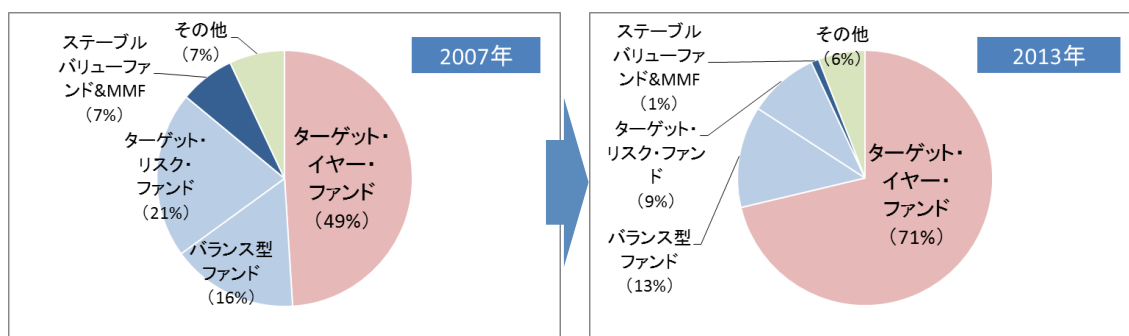 2007年
ステーブル
バリューファ
ンド&MMF
(7%)
その他
(7%)
ターゲット・
リスク・
ファンド
(21%)
ターゲット・
イヤー・
ファンド
(49%)
バランス型
ファンド
(16%)
2013年
ステーブル
バリューファ
ンド&MMF
(1%)
その他
(6%)
ターゲット・
リスク・ファン
ド
(9%)
ターゲット・
イヤー・
ファンド
(71%)
バランス型
ファンド
(13%)